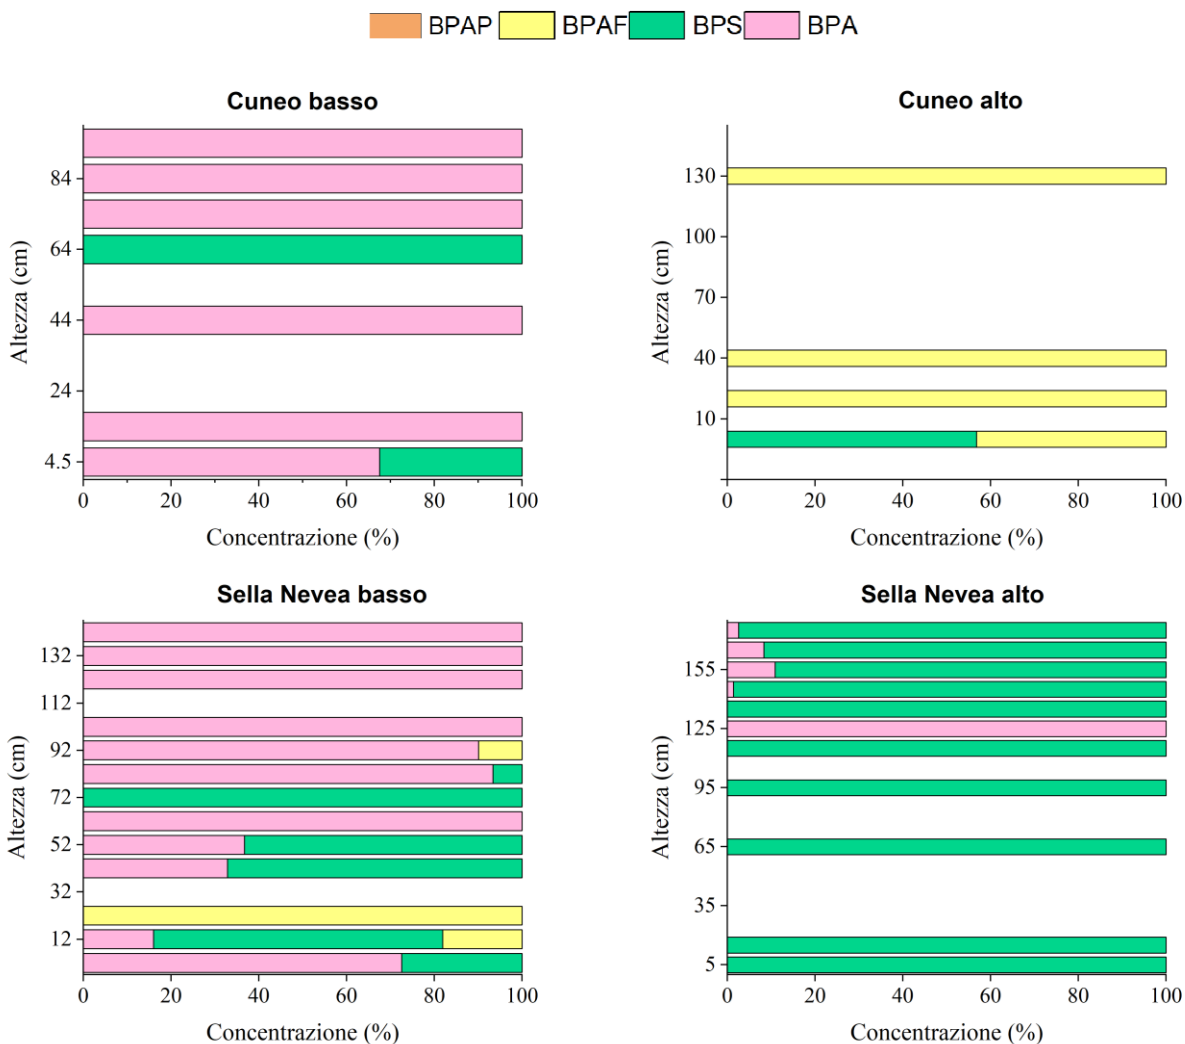 BPAP BPAF BPS BPA
Cuneo basso
84
64
44
24
4.5
0 20 40 60 80 100
Altezza (cm)
Concentrazione (%)
Cuneo alto
130
100
70
40
10
0 20 40 60 80 100
Altezza (cm)
Concentrazione (%)
Sella Nevea basso
132
112
92
72
52
32
12
0 20 40 60 80 100
Altezza (cm)
Concentrazione (%)
Sella Nevea alto
155
125
95
65
35
5
0 20 40 60 80 100
Altezza (cm)
Concentrazione (%)